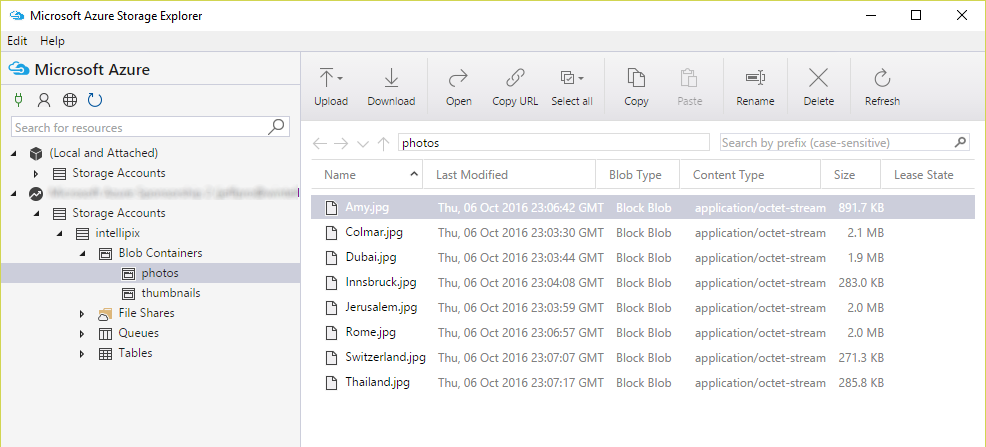 Microsoft Azure Storage Explorer
Edit Help
Microsoft Azure
Search for resources
(Local and Attached)
Storage Accounts
Storage Accounts
intellipix
Blob Containers
photos
thumbnails
File Shares
Queues
Tables
Upload Download Open Copy URL Select all Copy Paste Rename Delete Refresh
photos Search by prefix (case-sensitive)
Name Last Modified Blob Type Content Type Size Lease State
Amy.jpg Thu, 06 Oct 2016 23:06:42 GMT Block Blob application/octet-stream 891.7 KB
Colmar.jpg Thu, 06 Oct 2016 23:03:30 GMT Block Blob application/octet-stream 2.1 MB
Dubai.jpg Thu, 06 Oct 2016 23:03:44 GMT Block Blob application/octet-stream 1.9 MB
Innsbruck.jpg Thu, 06 Oct 2016 23:04:08 GMT Block Blob application/octet-stream 283.0 KB
Jerusalem.jpg Thu, 06 Oct 2016 23:03:59 GMT Block Blob application/octet-stream 2.0 MB
Rome.jpg Thu, 06 Oct 2016 23:06:57 GMT Block Blob application/octet-stream 2.0 MB
Switzerland.jpg Thu, 06 Oct 2016 23:07:07 GMT Block Blob application/octet-stream 271.3 KB
Thailand.jpg Thu, 06 Oct 2016 23:07:17 GMT Block Blob application/octet-stream 285.8 KB